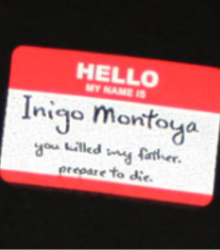 HELLO
MY NAME IS
Inigo Montoya
you killed my father.
prepare to die.